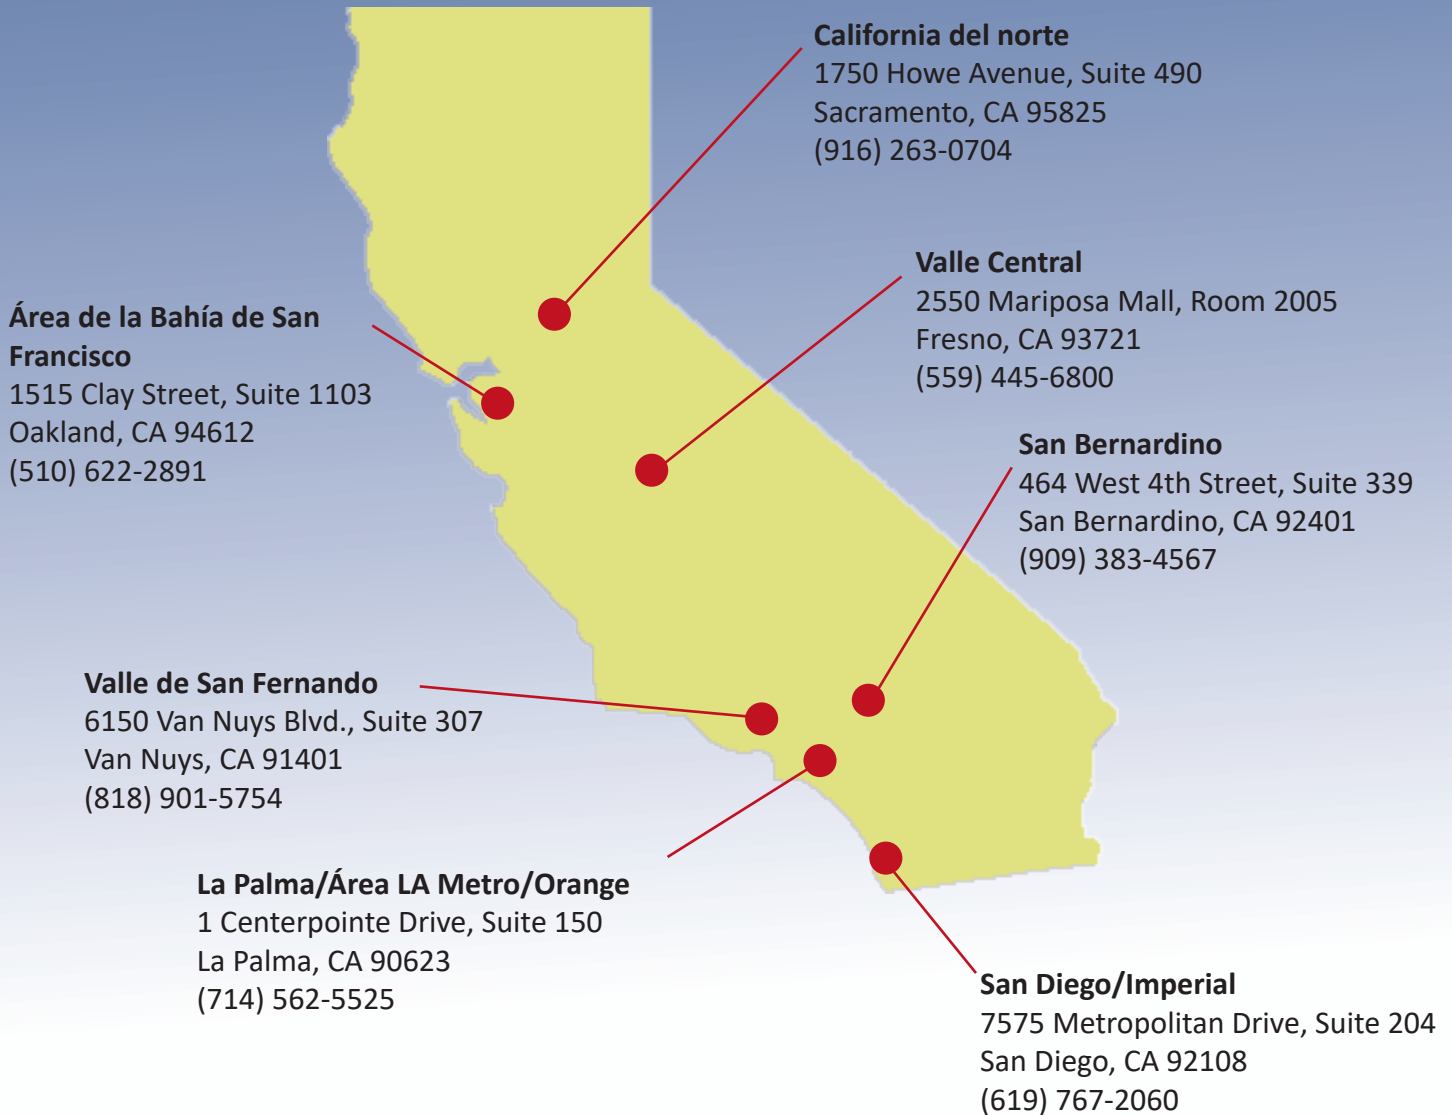 California del norte
1750 Howe Avenue, Suite 490
Sacramento, CA 95825
(916) 263-0704
Valle Central
2550 Mariposa Mall, Room 2005
Fresno, CA 93721
(559) 445-6800
Área de la Bahía de San
Francisco
1515 Clay Street, Suite 1103
Oakland, CA 94612
(510) 622-2891
San Bernardino
464 West 4th Street, Suite 339
San Bernardino, CA 92401
(909) 383-4567
Valle de San Fernando
6150 Van Nuys Blvd., Suite 307
Van Nuys, CA 91401
(818) 901-5754
La Palma/Área LA Metro/Orange
1 Centerpointe Drive, Suite 150
La Palma, CA 90623
(714) 562-5525
San Diego/Imperial
7575 Metropolitan Drive, Suite 204
San Diego, CA 92108
(619) 767-2060